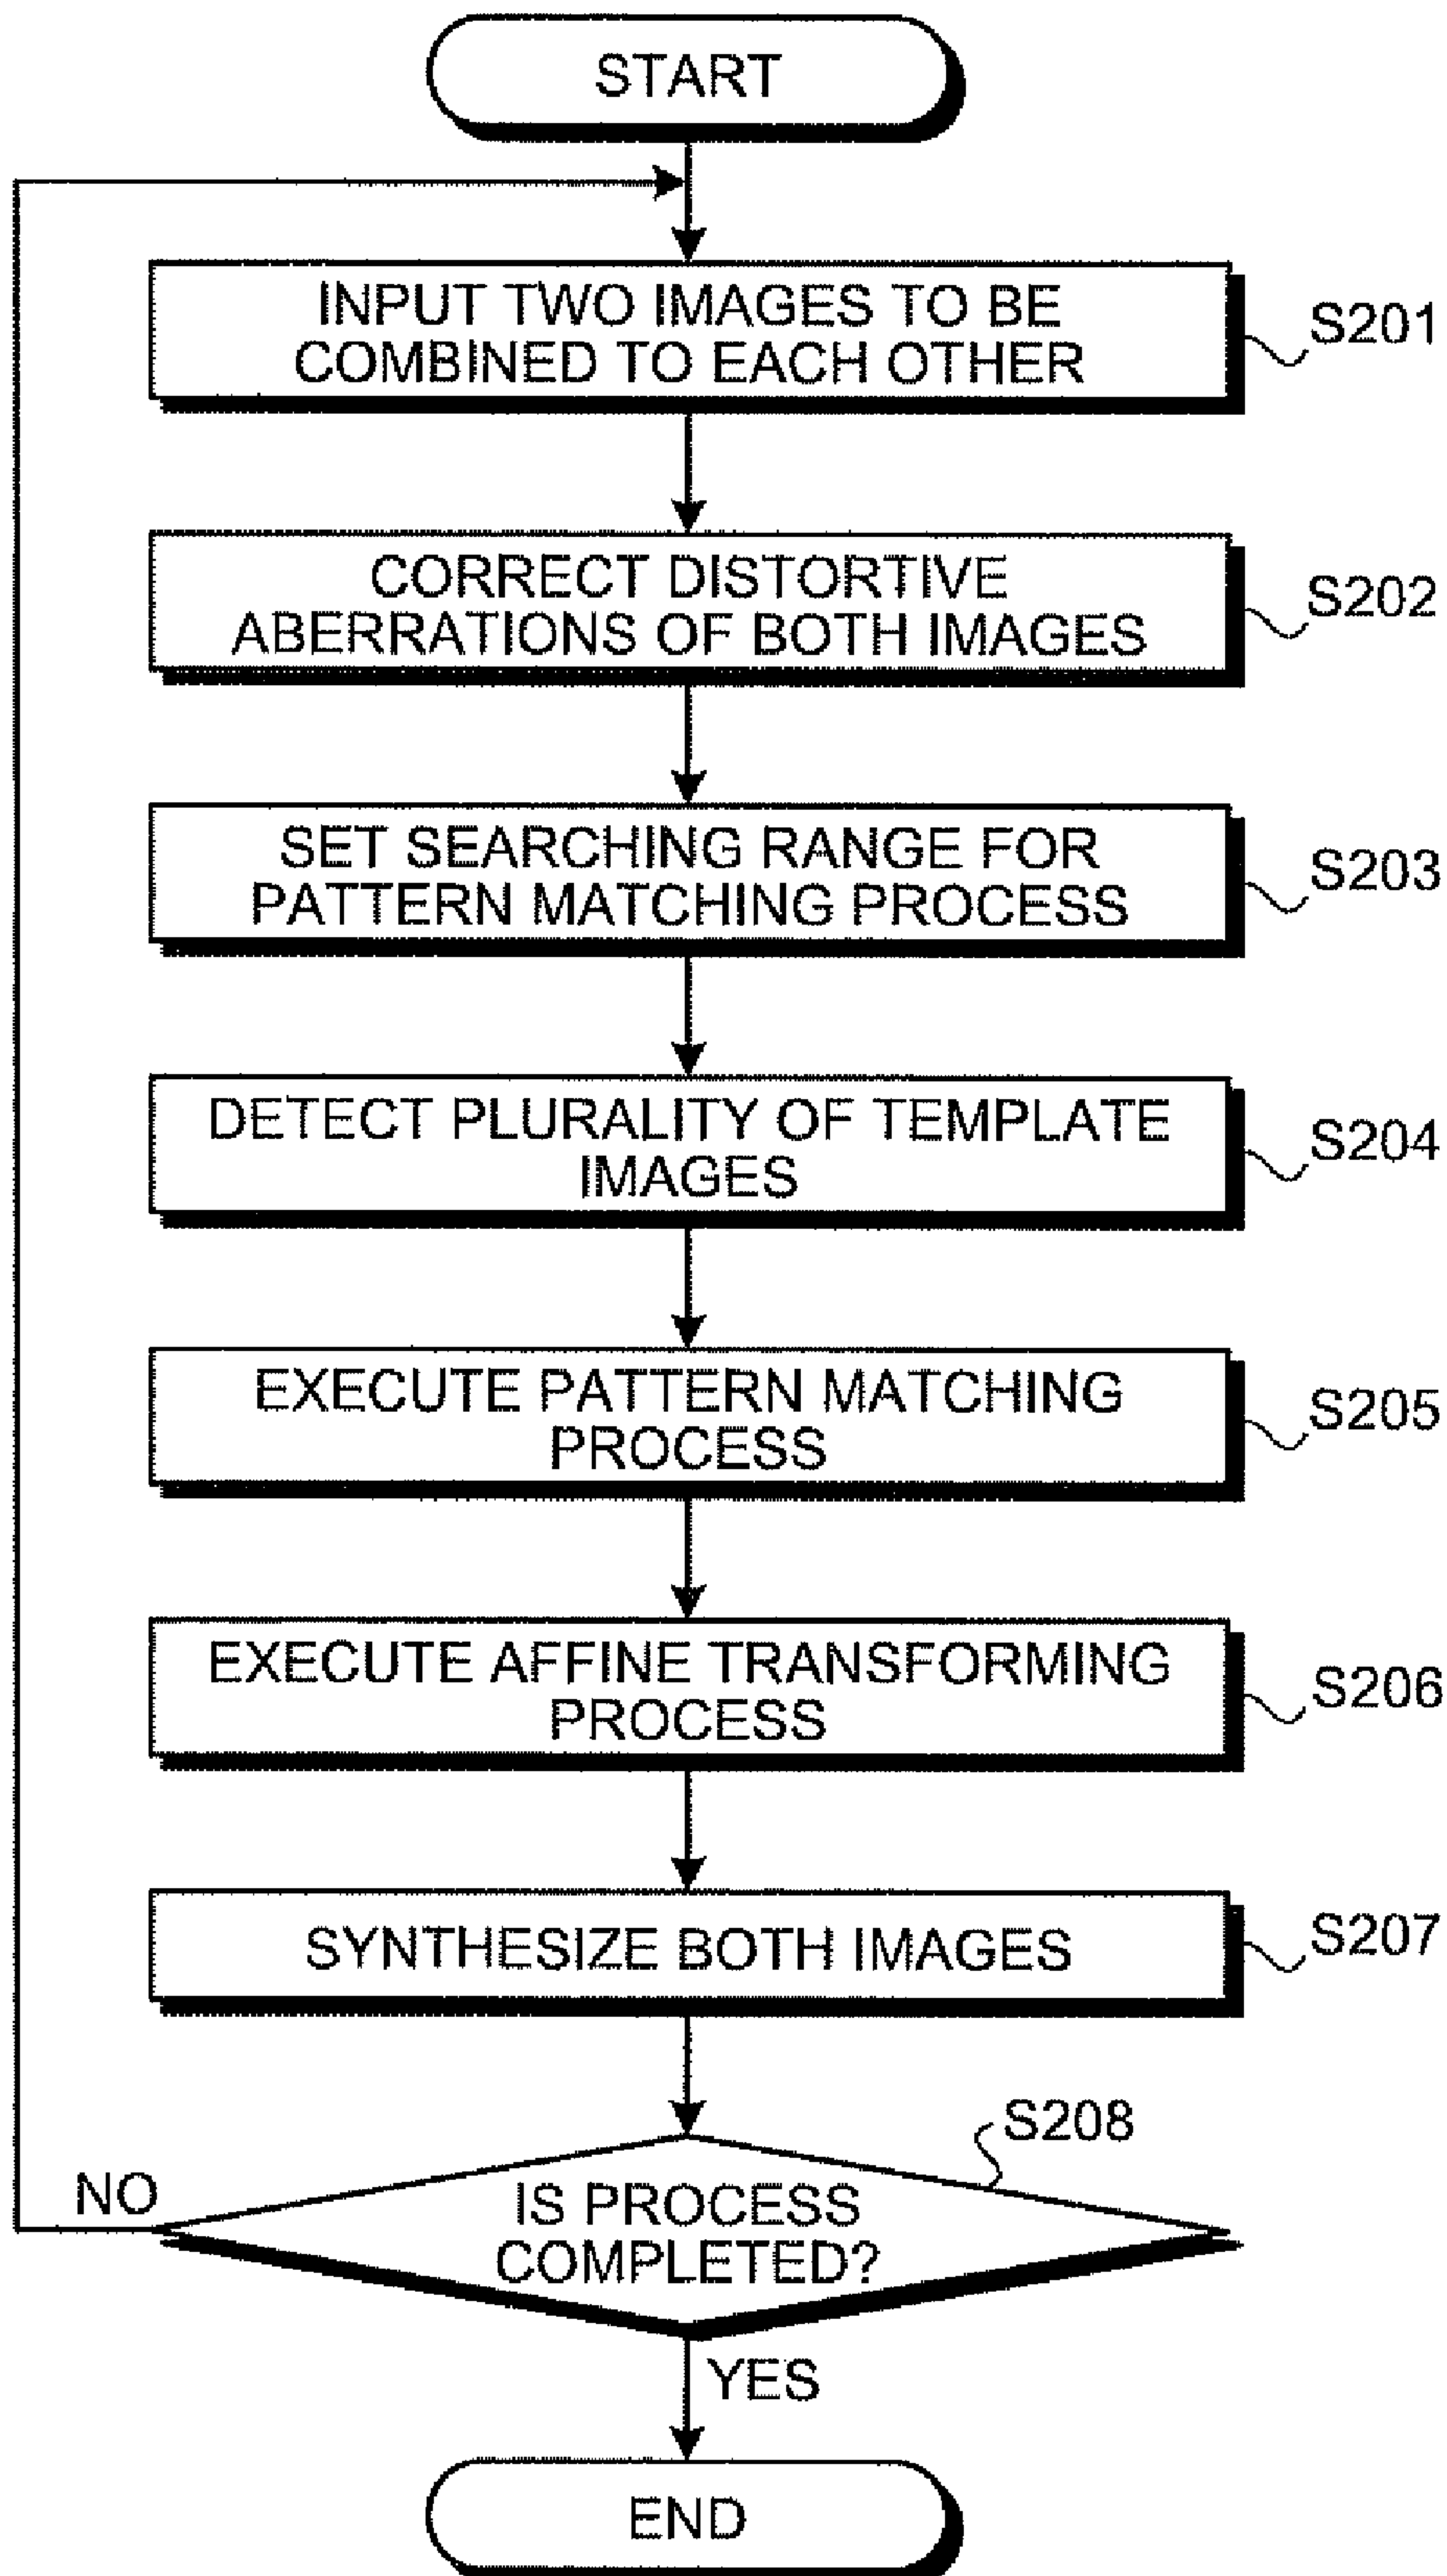 START
INPUT TWO IMAGES TO BE
COMBINED TO EACH OTHER
S201
CORRECT DISTORTIVE
ABERRATIONS OF BOTH IMAGES
S202
SET SEARCHING RANGE FOR
PATTERN MATCHING PROCESS
S203
DETECT PLURALITY OF TEMPLATE
IMAGES
S204
EXECUTE PATTERN MATCHING
PROCESS
S205
EXECUTE AFFINE TRANSFORMING
PROCESS
S206
SYNTHESIZE BOTH IMAGES
S207
S208
NO
IS PROCESS
COMPLETED?
YES
END